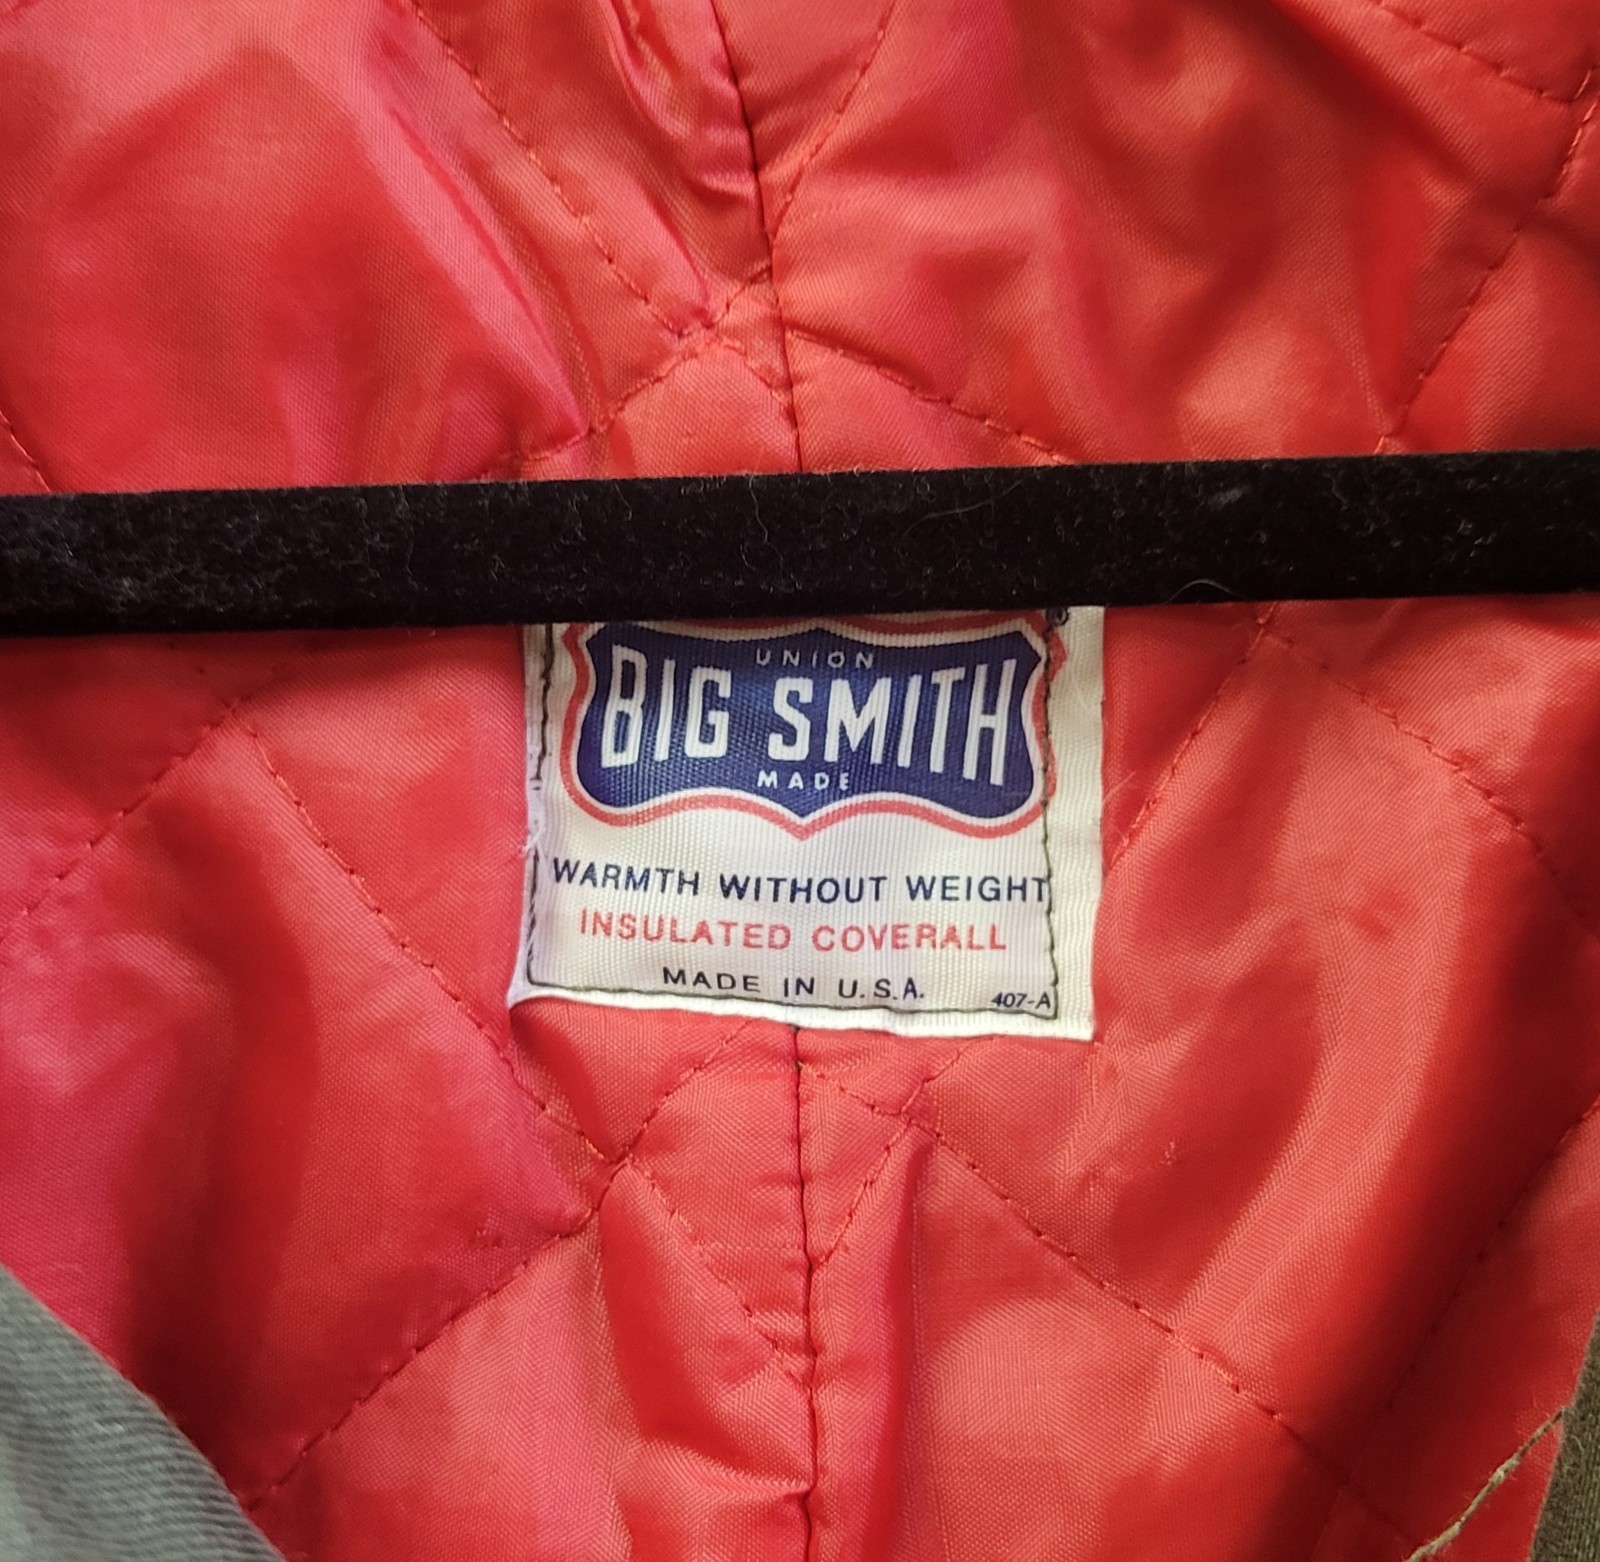 ®
UNION
BIG SMITH
MADE
WARMTH WITHOUT WEIGHT
INSULATED COVERALL
MADE IN U.S.A.
407-A